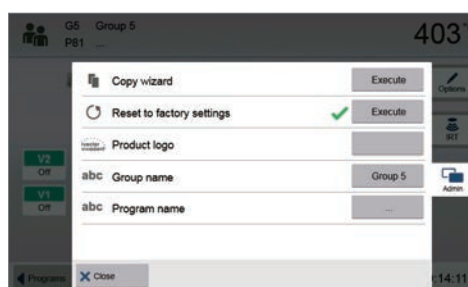 G5 Group 5
P81 ...
403
Copy wizard Execute
Options
Reset to factory settings Execute
IRT
Product logo
V2
Off
Group name Group 5
Admin
V1
Off
abc
abc
Program name ...
Programs
Close
:14:11